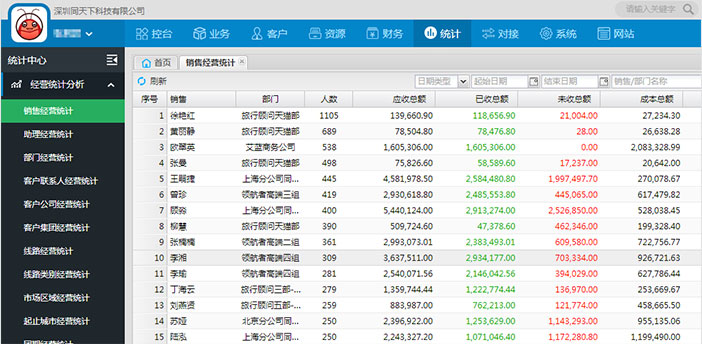 深圳同天下科技有限公司
请输入关键字
控台 业务 客户 资源 财务 统计 对接 系统 网站
统计中心
首页 销售经营统计
经营统计分析
刷新 日期类型 起始日期 结束日期 销售/部门名称
销售经营统计
助理经营统计
部门经营统计
客户联系人经营统计
客户公司经营统计
客户集团经营统计
线路经营统计
线路类别经营统计
市场区域经营统计
起止城市经营统计
序号 销售 部门 人数 应收总额 已收总额 未收总额 成本总额
1 徐艳红 旅行顾问天猫部 1105 139,660.90 118,656.90 21,004.00 27,234.30
2 黄丽静 旅行顾问天猫部 689 78,504.80 78,476.80 28.00 26,638.28
3 欧翠英 艾蓝商务公司 538 1,605,306.00 1,605,306.00 0.00 2,083,328.99
4 张曼 旅行顾问天猫部 498 75,826.60 58,589.60 17,237.00 20,642.00
5 王顺捷 上海分公司同... 445 4,581,978.50 2,584,480.80 1,997,497.70 270,078.67
6 曾珍 领航者高端三组 419 2,930,618.80 2,485,553.80 445,065.00 617,479.82
7 顾淼 上海分公司同... 400 5,440,124.00 2,913,274.00 2,526,850.00 528,038.45
8 柳慧 旅行顾问天猫部 390 509,724.60 47,378.60 462,346.00 199,328.40
9 张楠楠 领航者高端二组 361 2,993,073.01 2,383,493.01 609,580.00 722,756.77
10 李湘 领航者高端四组 309 3,637,511.00 2,934,177.00 703,334.00 926,721.63
11 李瑜 领航者高端四组 281 2,540,071.56 2,146,042.56 394,029.00 627,786.44
12 丁海云 旅行顾问三部-... 279 1,359,744.44 1,222,774.44 136,970.00 253,669.67
13 刘燕贤 旅行顾问五部-... 259 883,987.00 762,213.00 121,774.00 458,665.50
14 苏娅 北京分公司同... 250 2,396,922.00 1,253,629.00 1,143,293.00 955,135.06
15 陆泓 上海分公司同... 250 2,243,327.20 1,071,046.40 1,172,280.80 1,199,490.00